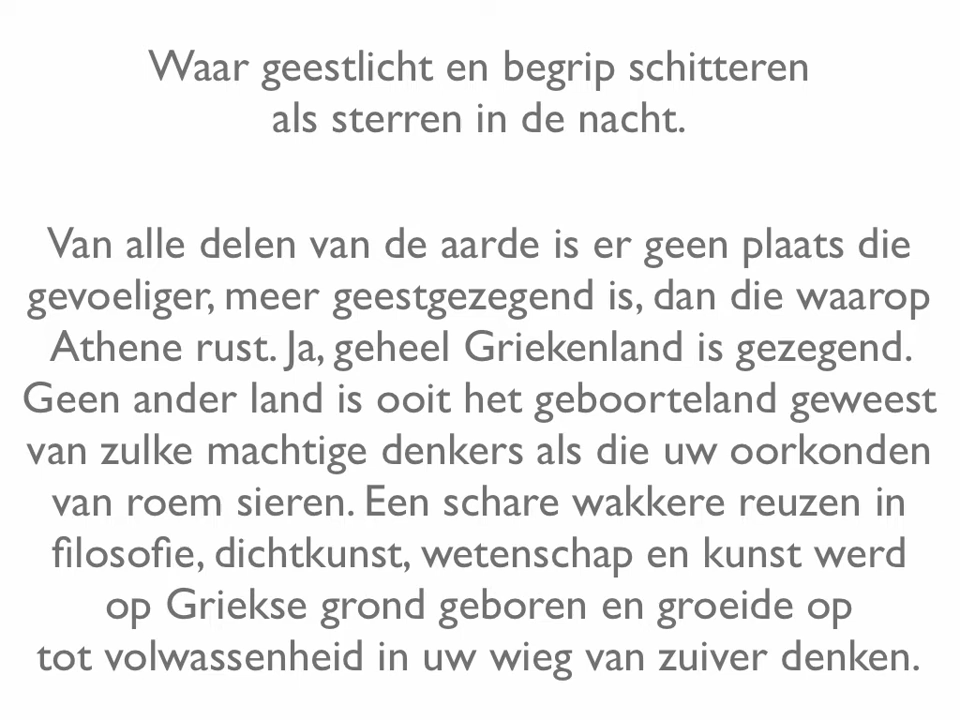 Waar geestlicht en begrip schitteren
als sterren in de nacht.
Van alle delen van de aarde is er geen plaats die
gevoeliger, meer geestgezegend is, dan die waarop
Athene rust. Ja, geheel Griekenland is gezegend.
Geen ander land is ooit het geboorteland geweest
van zulke machtige denkers als die uw oorkonden
van roem sieren. Een schare wakkere reuzen in
filosofie, dichtkunst, wetenschap en kunst werd
op Griekse grond geboren en groeide op
tot volwassenheid in uw wieg van zuiver denken.